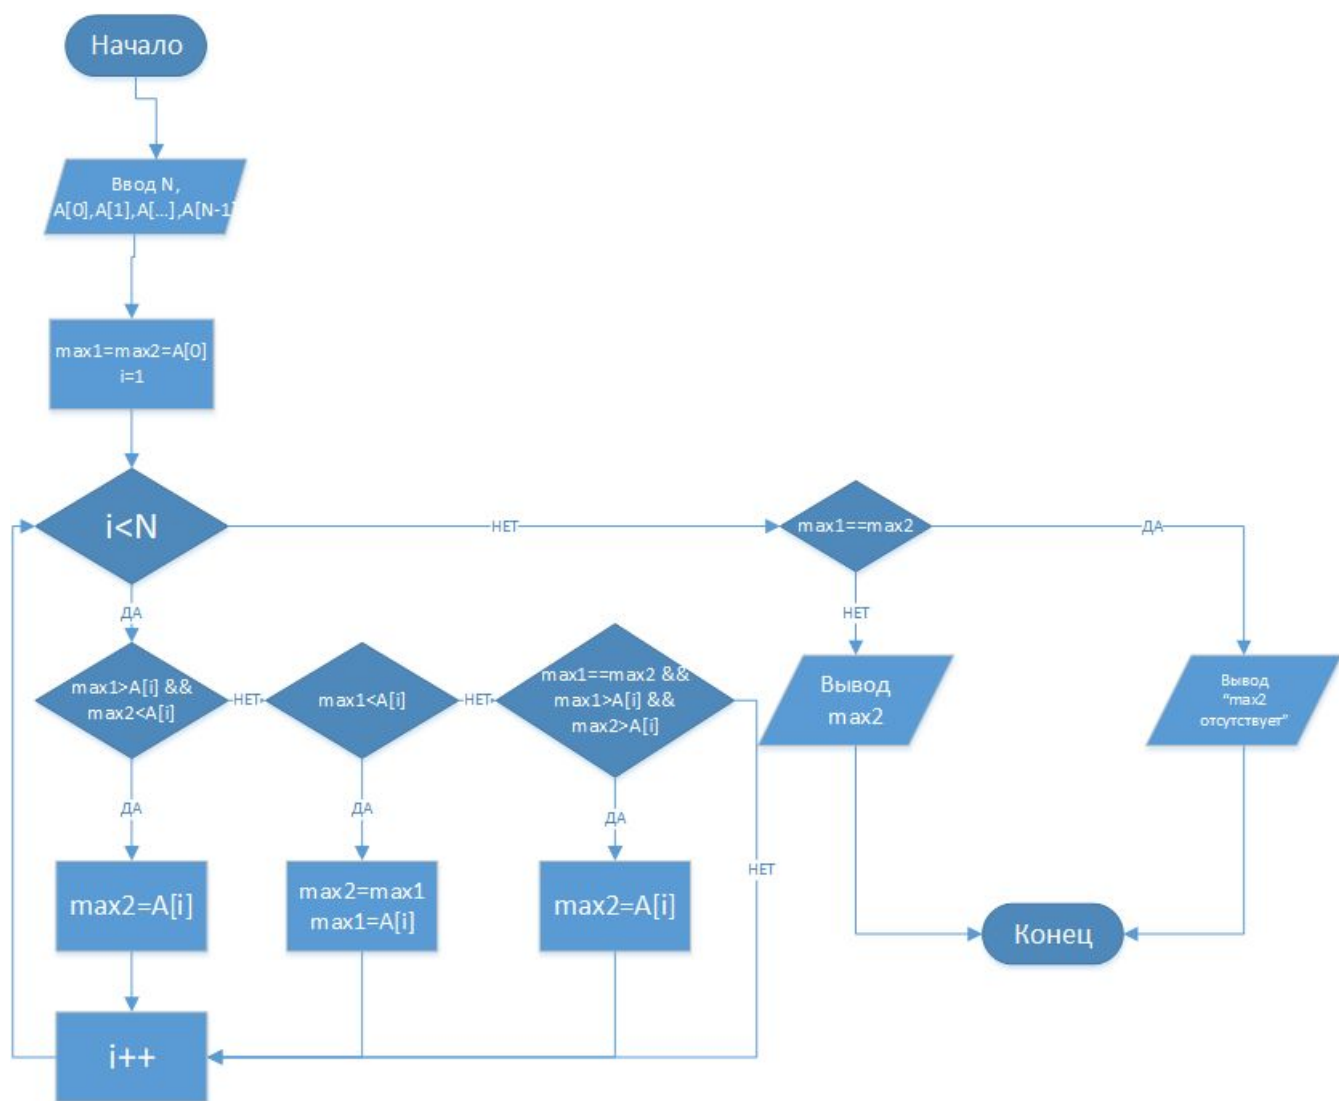 Начало
Ввод N,
A[0],A[1],A[...],A[N-1]
max1=max2=A[0]
i=1
i<N
НЕТ
max1==max2
ДА
ДА
НЕТ
max1>A[i] &&
max2<A[i]
НЕТ
max1<A[i]
НЕТ
max1==max2 &&
max1>A[i] &&
max2>A[i]
Вывод
max2
Вывод
“max2
отсутствует”
ДА
ДА
ДА
НЕТ
max2=A[i]
max2=max1
max1=A[i]
max2=A[i]
Конец
i++